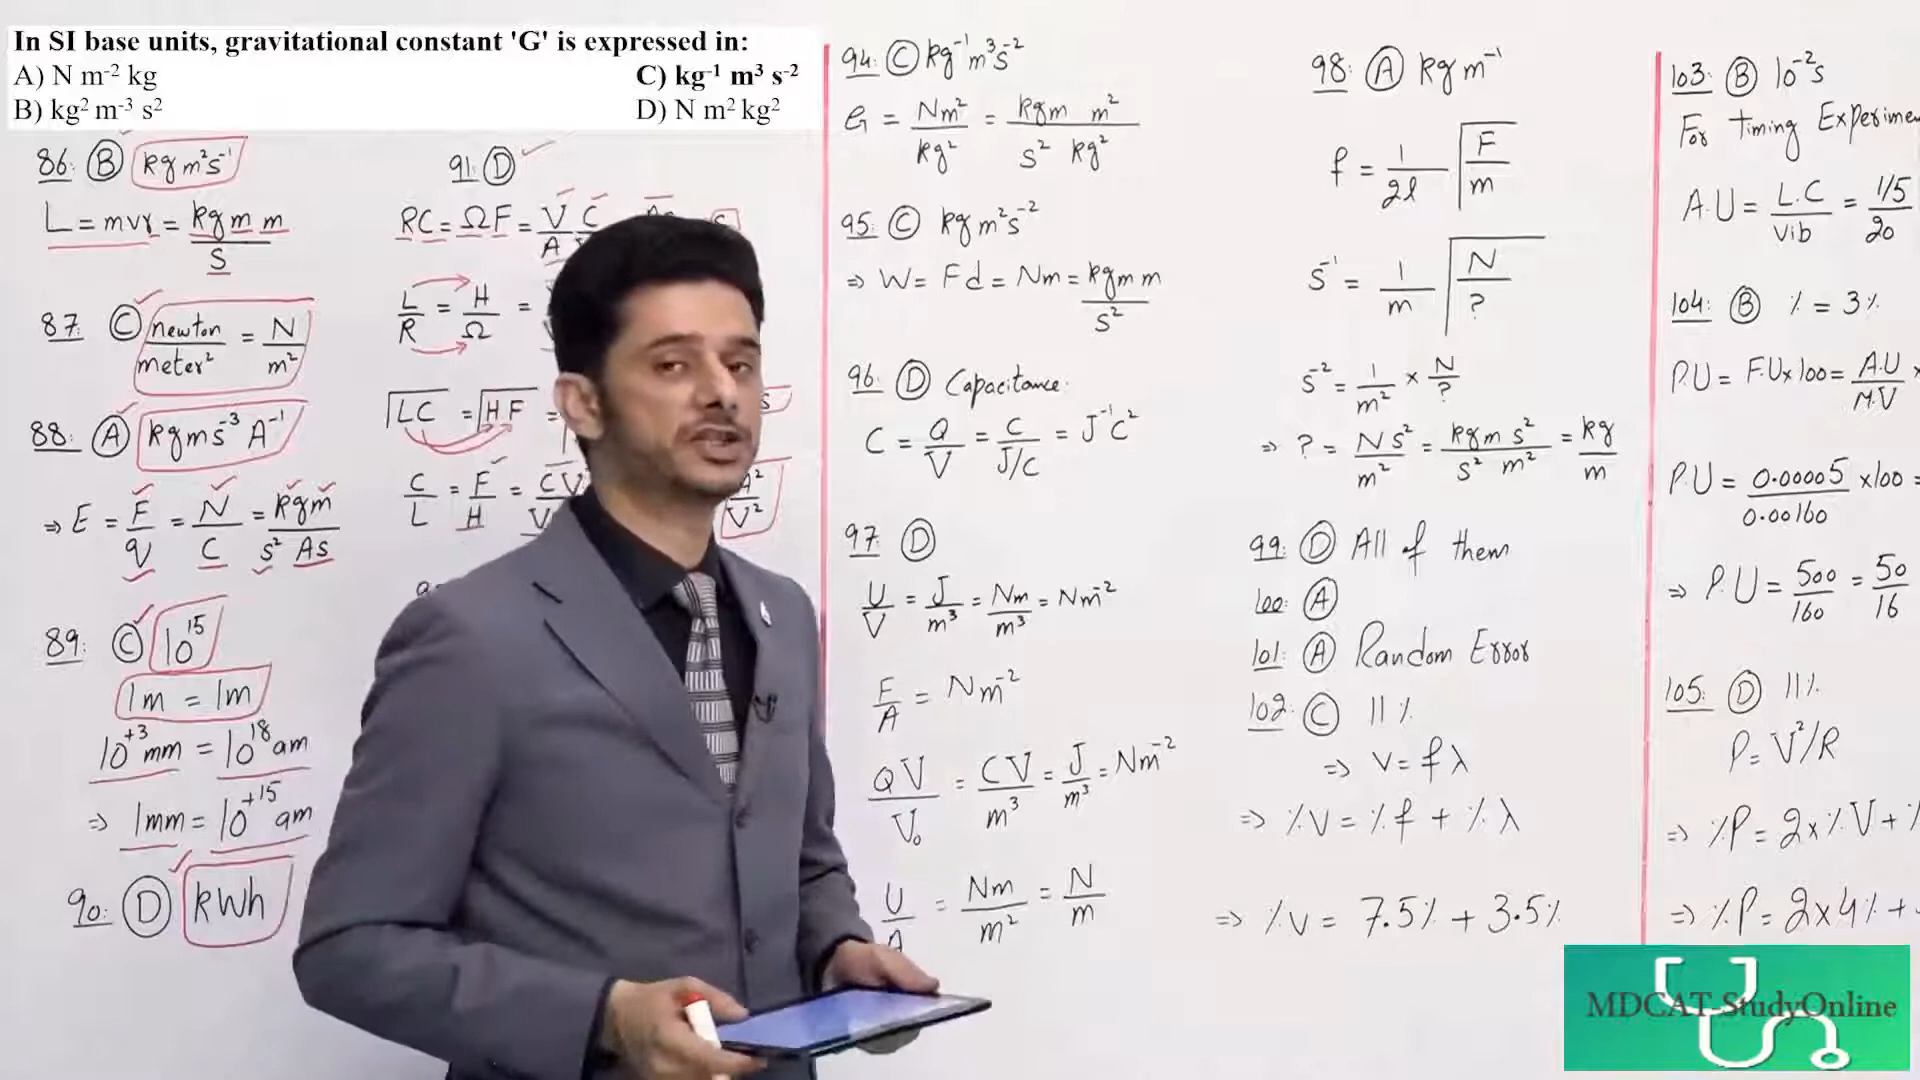 In SI base units, gravitational constant 'G' is expressed in:
A) N m⁻² kg
C) kg⁻¹ m³ s⁻²
B) kg² m⁻³ s²
D) N m² kg²
86: B kg m² s⁻¹
L = mvr = kg m m / s
87: C newton / meter² = N / m²
88: A kg m s⁻³ A⁻¹
⇒ E = F / q = N / C = kg m / s² As
89: C 10¹⁵
1m = 1m
10⁺³ mm = 10¹⁸ am
⇒ 1mm = 10⁺¹⁵ am
90: D kWh
91: D
RC = Ω F = V / A C
L / R = H / Ω =
√LC = √H F = s
C / L = F / H = CV A² / V²
94: C kg⁻¹ m³ s⁻²
G = Nm² / kg² = kg m m² / s² kg²
95: C kg m² s⁻²
⇒ W = Fd = Nm = kg m m / s²
96: D Capacitance:
C = Q / V = C / J/C = J⁻¹ C²
97: D
U / V = J / m³ = Nm / m³ = Nm⁻²
F / A = Nm⁻²
QV / V₀ = CV / m³ = J / m³ = Nm⁻²
U / A = Nm / m² = N / m
98: A kg m⁻¹
f = 1 / 2l √F / m
s⁻¹ = 1 / m √N / ?
s⁻² = 1 / m² × N / ?
⇒ ? = N s² / m² = kg m s² / s² m² = kg / m
99: D All of them
100: A
101: A Random Error
102: C 11%
⇒ v = f λ
⇒ %v = %f + %λ
⇒ %v = 7.5% + 3.5%
103: B 10⁻² s
For Timing
A.U = L.C / vib = 1/5 / 20
104: B % = 3%
P.U = F.U × 100 = A.U / M.V ×
P.U = 0.00005 / 0.00160 × 100 =
⇒ P.U = 500 / 160 = 50 / 16
105: D 11%
P = V²/R
⇒ %P = 2 × %V +
⇒ %P = 2 × 4% +
MDCAT StudyOnline